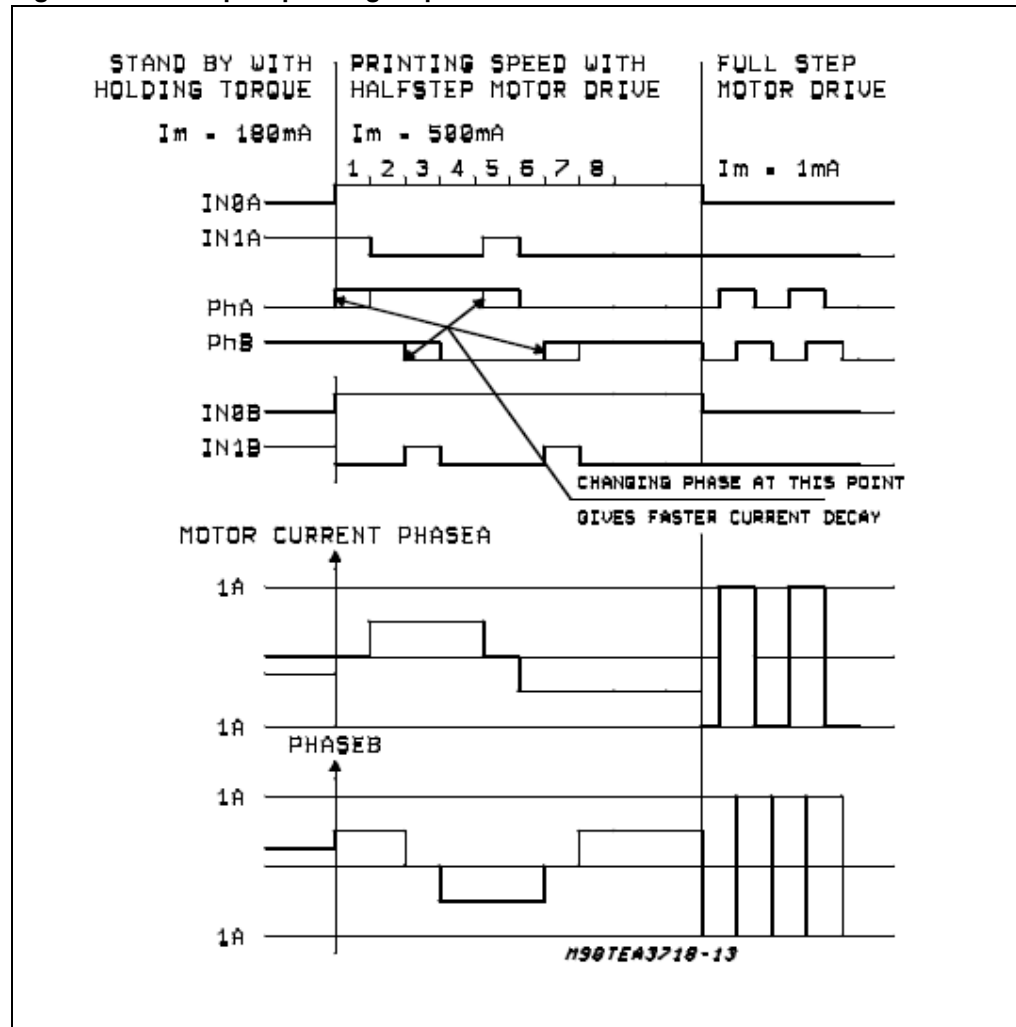 STAND BY WITH
HOLDING TORQUE
Im = 180mA
PRINTING SPEED WITH
HALFSTEP MOTOR DRIVE
Im = 500mA
FULL STEP
MOTOR DRIVE
Im = 1mA
1 2 3 4 5 6 7 8
IN0A
IN1A
PhA
PhB
IN0B
IN1B
CHANGING PHASE AT THIS POINT
GIVES FASTER CURRENT DECAY
MOTOR CURRENT PHASEA
1A
1A
PHASEB
1A
1A
M90TEA3718-13